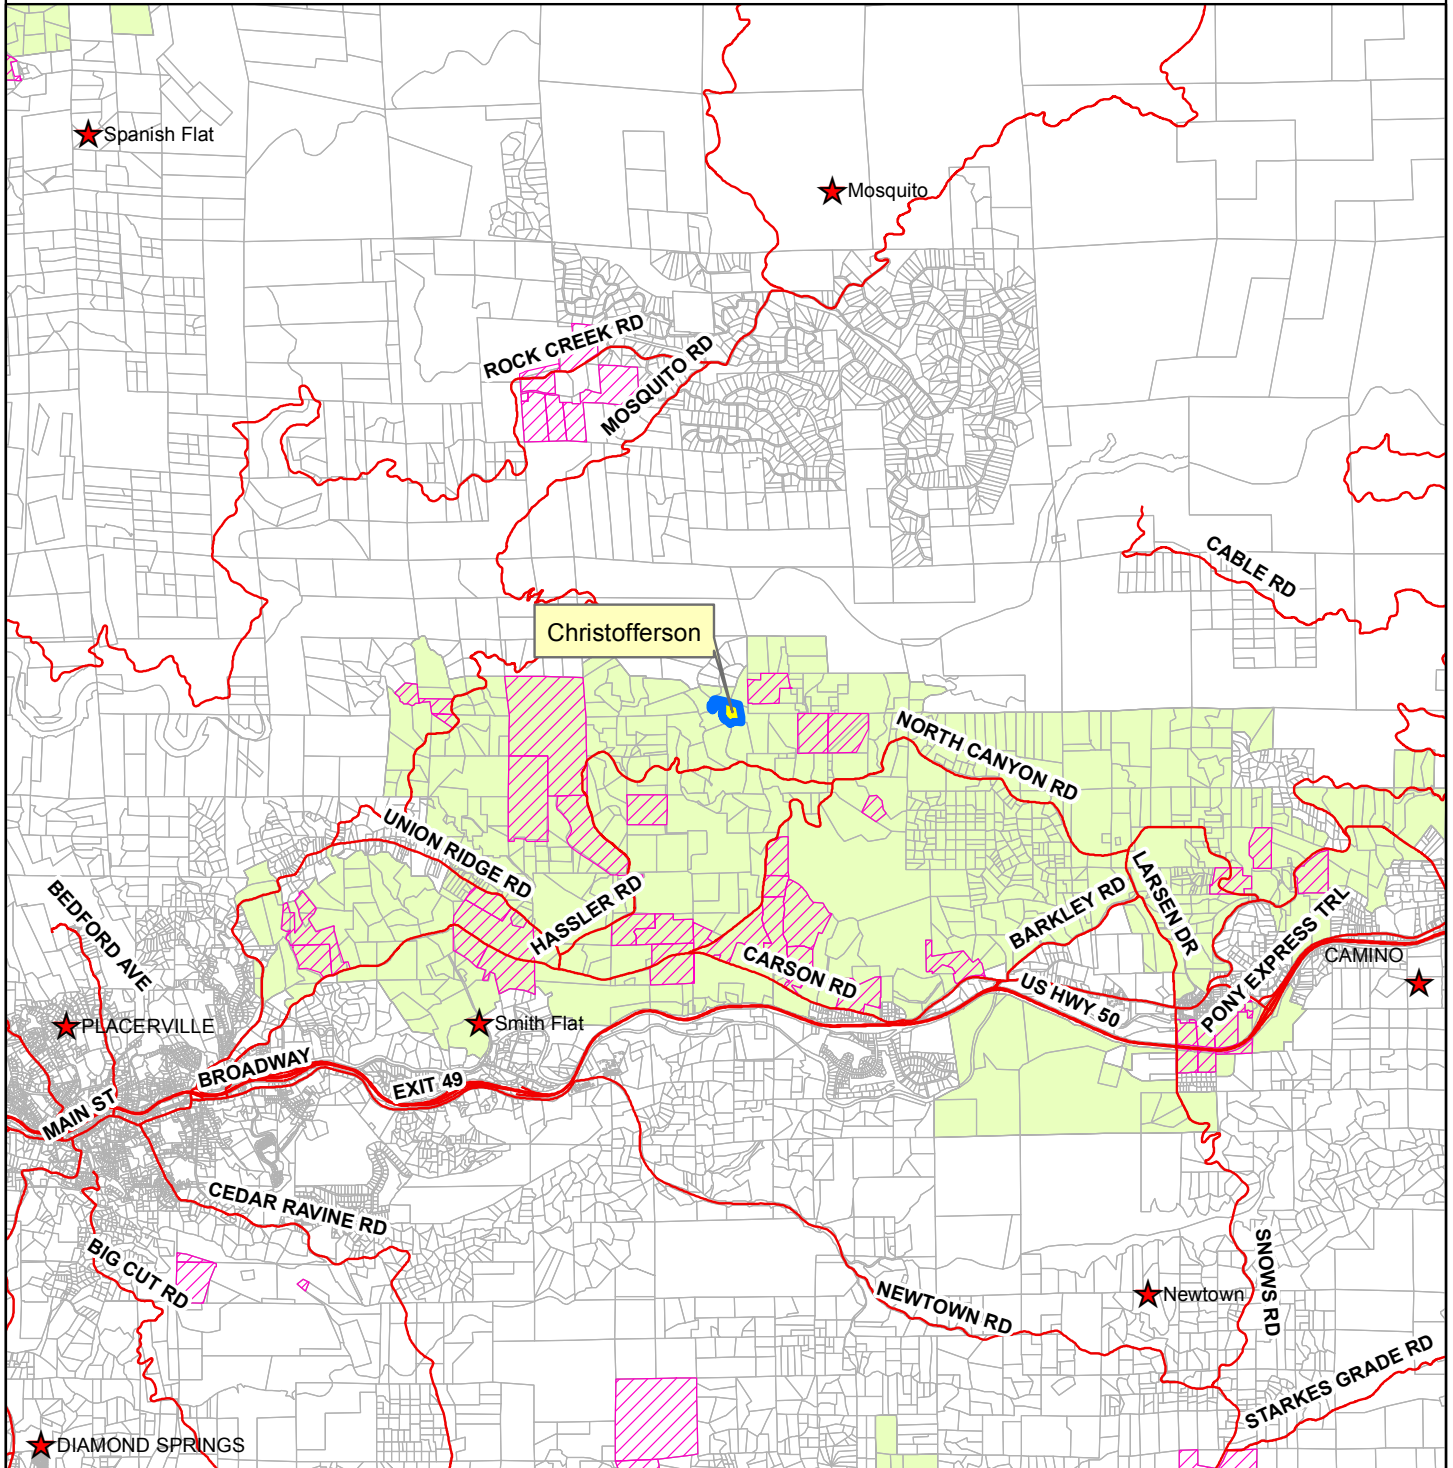 Spanish Flat
Mosquito
ROCK CREEK RD
MOSQUITO RD
CABLE RD
Christofferson
NORTH CANYON RD
UNION RIDGE RD
HASSLER RD
BEDFORD AVE
LARSEN DR
BARKLEY RD
PONY EXPRESS TRL
CARSON RD
US HWY 50
CAMINO
PLACERVILLE
Smith Flat
BROADWAY
EXIT 49
MAIN ST
CEDAR RAVINE RD
BIG CUT RD
NEWTOWN RD
Newtown
SNOWS RD
STARKES GRADE RD
DIAMOND SPRINGS